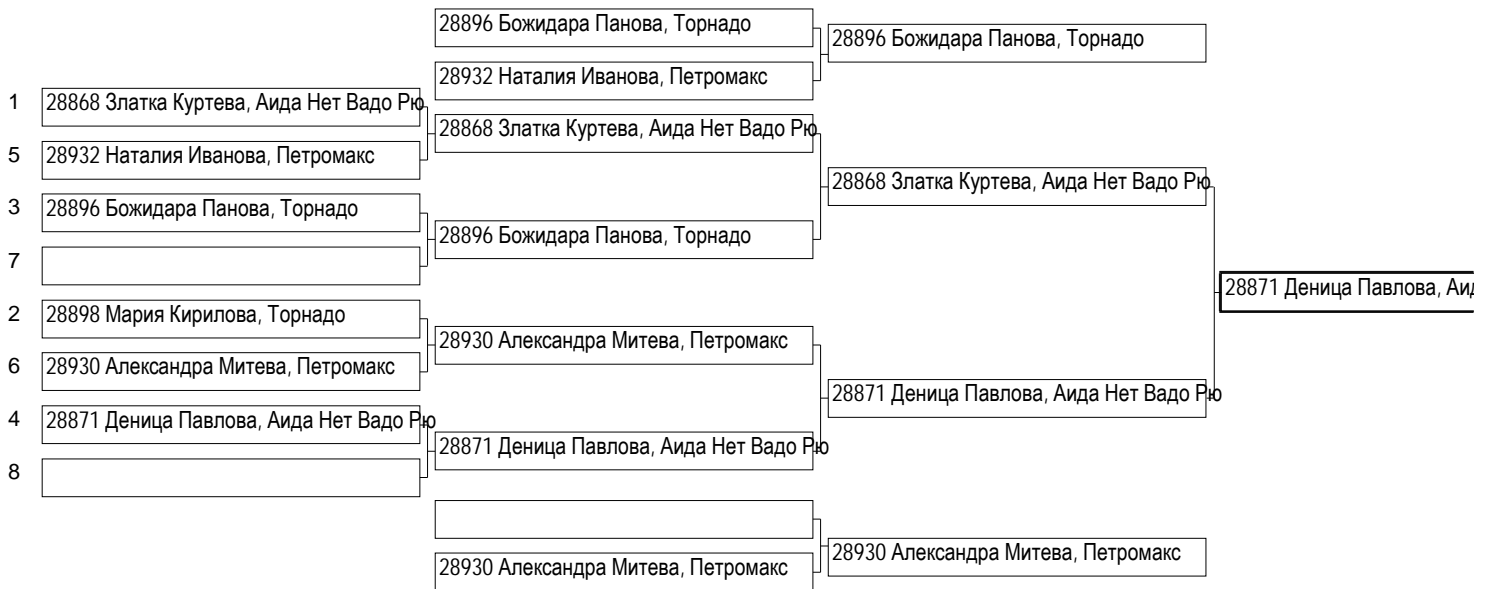 28896 Божидара Панова, Торнадо
28896 Божидара Панова, Торнадо
28932 Наталия Иванова, Петромакс
1 28868 Златка Куртева, Аида Нет Вадо Рю
28868 Златка Куртева, Аида Нет Вадо Рю
5 28932 Наталия Иванова, Петромакс
28868 Златка Куртева, Аида Нет Вадо Рю
3 28896 Божидара Панова, Торнадо
28896 Божидара Панова, Торнадо
7
28871 Деница Павлова, Аид
2 28898 Мария Кирилова, Торнадо
28930 Александра Митева, Петромакс
6 28930 Александра Митева, Петромакс
28871 Деница Павлова, Аида Нет Вадо Рю
4 28871 Деница Павлова, Аида Нет Вадо Рю
28871 Деница Павлова, Аида Нет Вадо Рю
8
28930 Александра Митева, Петромакс
28930 Александра Митева, Петромакс